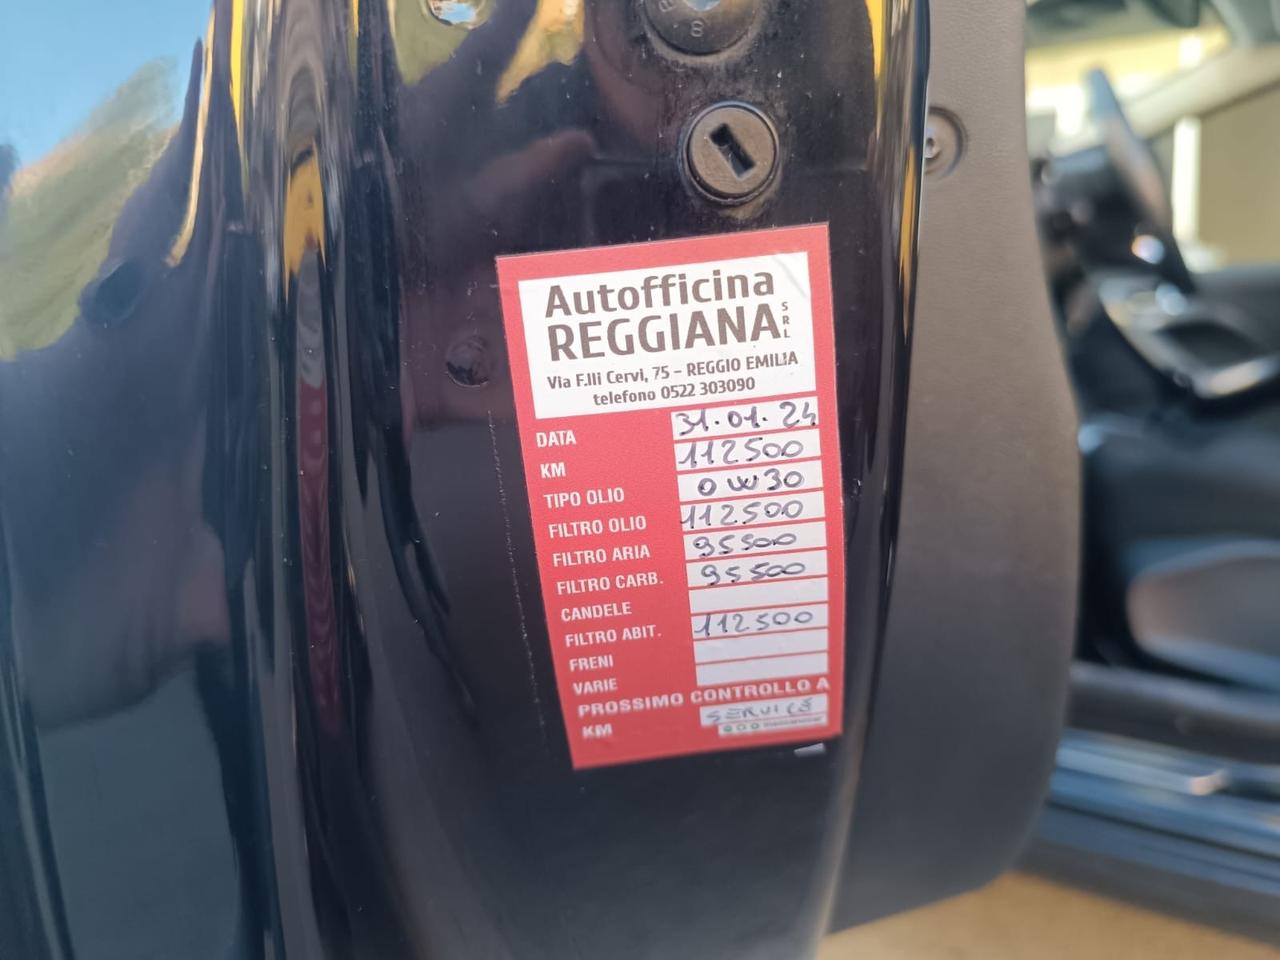 Autofficina
REGGIANA SRL
Via F.lli Cervi, 75 - REGGIO EMILIA
telefono 0522 303090
DATA 31.01.24
KM 112500
TIPO OLIO 0W30
FILTRO OLIO 112500
FILTRO ARIA 95500
FILTRO CARB. 95500
CANDELE
FILTRO ABIT. 112500
FRENI
VARIE
PROSSIMO CONTROLLO A
KM SERVICE